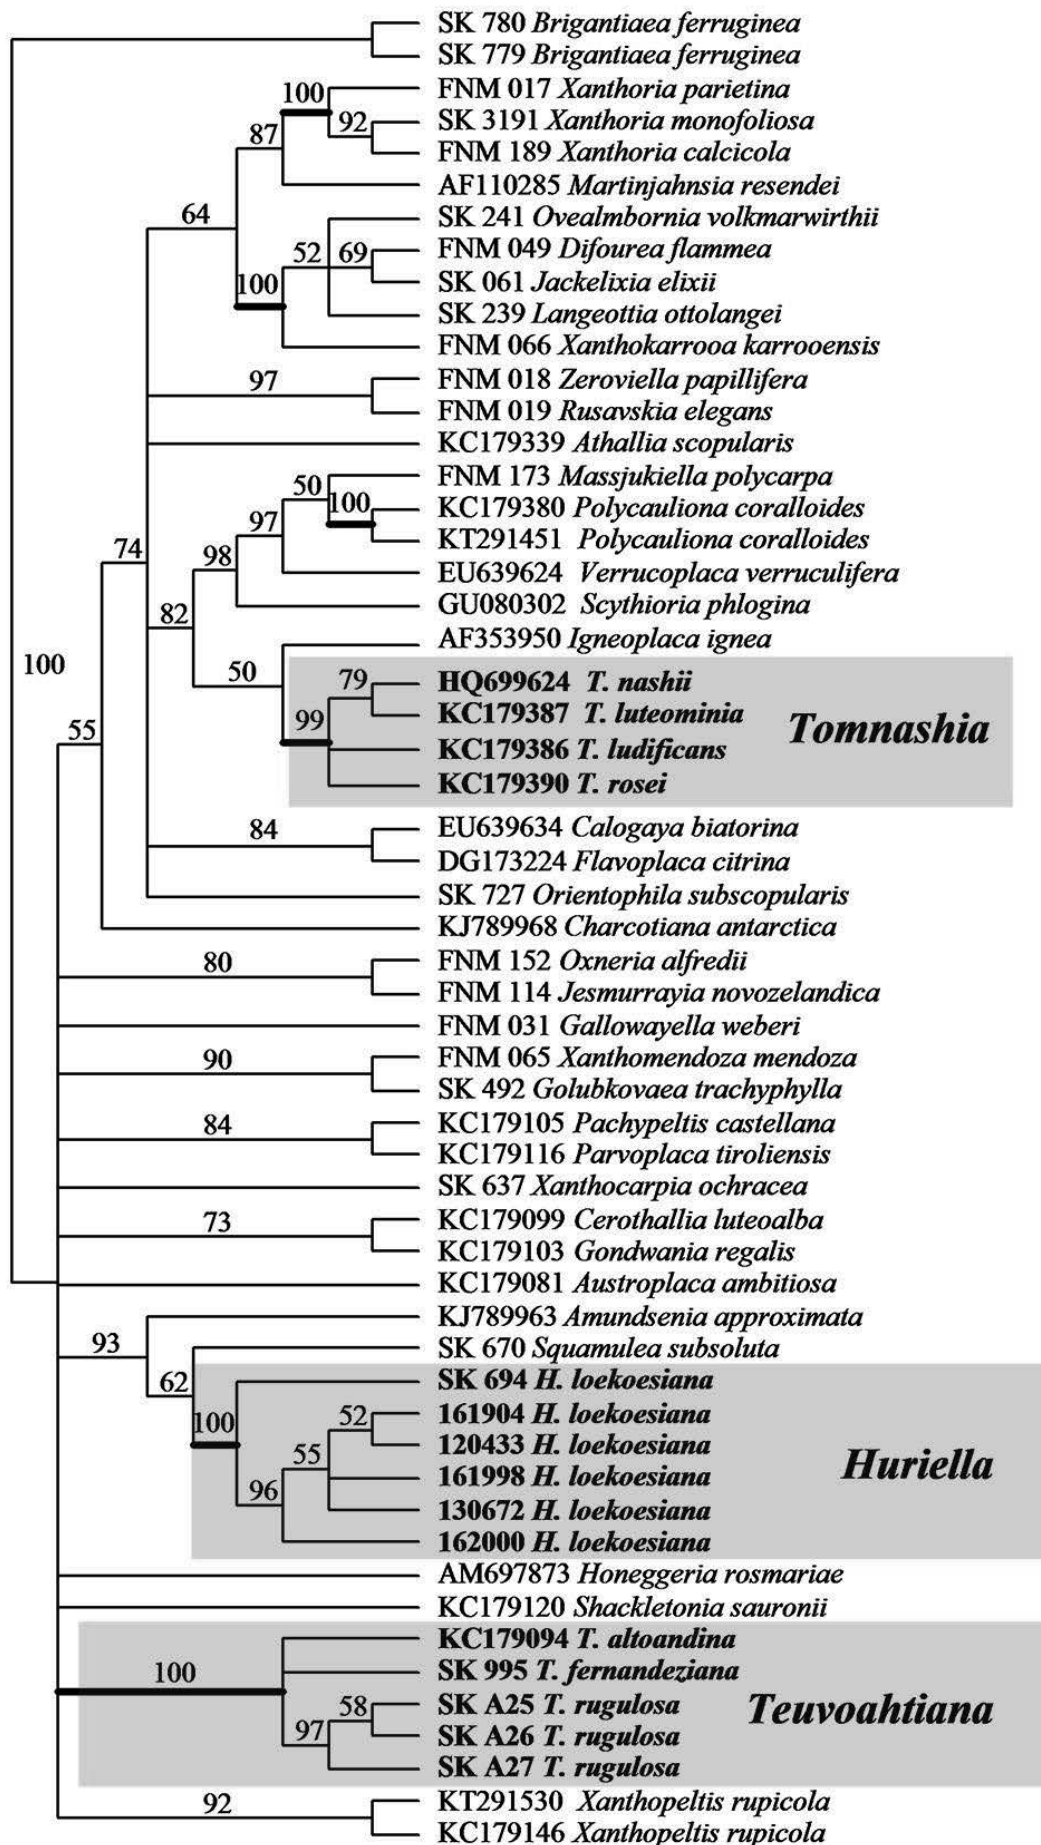 SK 780 Brigantiaea ferruginea
SK 779 Brigantiaea ferruginea
FNM 017 Xanthoria parietina
100
SK 3191 Xanthoria monofoliosa
92
87
FNM 189 Xanthoria calcicola
AF110285 Martinjahnsia resendei
64
SK 241 Ovealmbornia volkmarwirthii
FNM 049 Difourea flammea
52 69
SK 061 Jackelixia elixii
100
SK 239 Langeottia ottolangei
FNM 066 Xanthokarrooa karrooensis
FNM 018 Zeroviella papillifera
97
FNM 019 Rusavskia elegans
KC179339 Athallia scopularis
FNM 173 Massjukiella polycarpa
50
100
KC179380 Polycauliona coralloides
97
KT291451 Polycauliona coralloides
74
98
EU639624 Verrucoplaca verruculifera
GU080302 Scythioria phlogina
82
AF353950 Igneoplaca ignea
100
50
79
HQ699624 T. nashii
KC179387 T. luteominia
99
Tomnashia
55
KC179386 T. ludificans
KC179390 T. rosei
EU639634 Calogaya biatorina
84
DG173224 Flavoplaca citrina
SK 727 Orientophila subscopularis
KJ789968 Charcotiana antarctica
FNM 152 Oxneria alfredii
80
FNM 114 Jesmurrayia novozelandica
FNM 031 Gallowayella weberi
FNM 065 Xanthomendoza mendoza
90
SK 492 Golubkovaea trachyphylla
KC179105 Pachypeltis castellana
84
KC179116 Parvoplaca tiroliensis
SK 637 Xanthocarpia ochracea
KC179099 Cerothallia luteoalba
73
KC179103 Gondwania regalis
KC179081 Austroplaca ambitiosa
KJ789963 Amundsenia approximata
93
SK 670 Squamulea subsoluta
62
SK 694 H. loekoesiana
100
161904 H. loekoesiana
52
120433 H. loekoesiana
55
Huriella
161998 H. loekoesiana
96
130672 H. loekoesiana
162000 H. loekoesiana
AM697873 Honeggeria rosmariae
KC179120 Shackletonia sauronii
KC179094 T. altoandina
100
SK 995 T. fernandeziana
SK A25 T. rugulosa
58
Teuvoahtiana
97
SK A26 T. rugulosa
SK A27 T. rugulosa
KT291530 Xanthopeltis rupicola
92
KC179146 Xanthopeltis rupicola